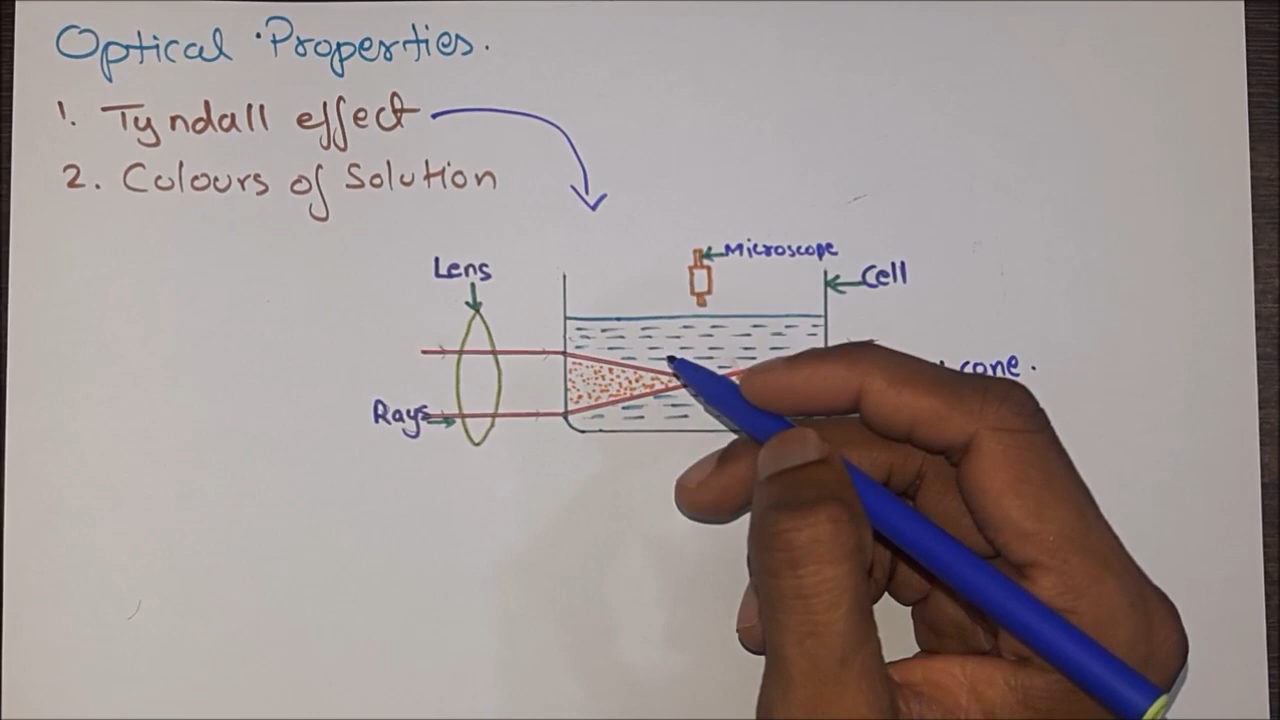 Optical Properties.
1. Tyndall effect
2. Colours of Solution
Microscope
Lens
Cell
cone.
Rays